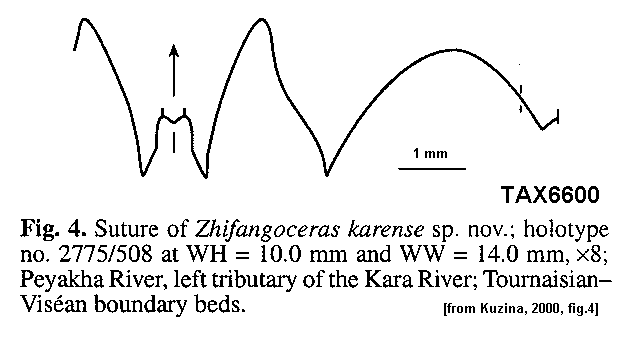 1 mm
TAX6600
Fig. 4. Suture of Zhifangoceras karense sp. nov.; holotype
no. 2775/508 at WH = 10.0 mm and WW = 14.0 mm, ×8;
Peyakha River, left tributary of the Kara River; Tournaisian–
Viséan boundary beds.
[from Kuzina, 2000, fig.4]